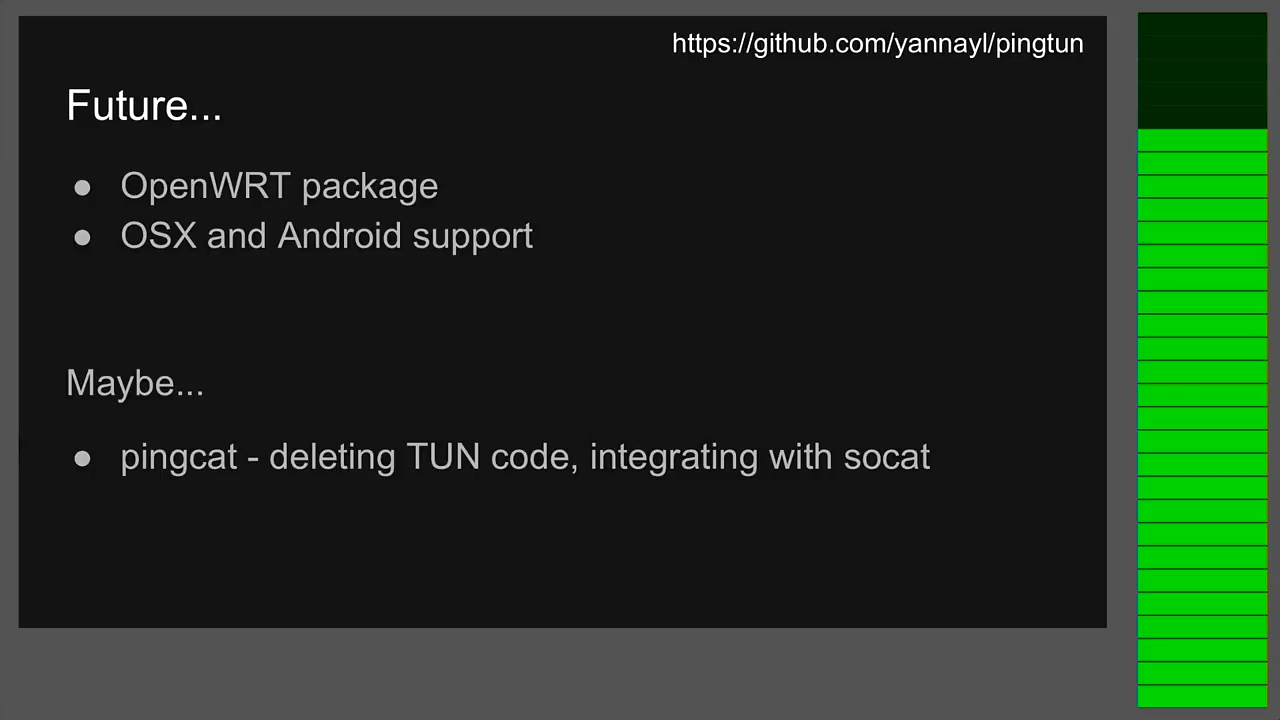 https://github.com/yannayl/pingtun
Future...
● OpenWRT package
● OSX and Android support
Maybe...
● pingcat - deleting TUN code, integrating with socat